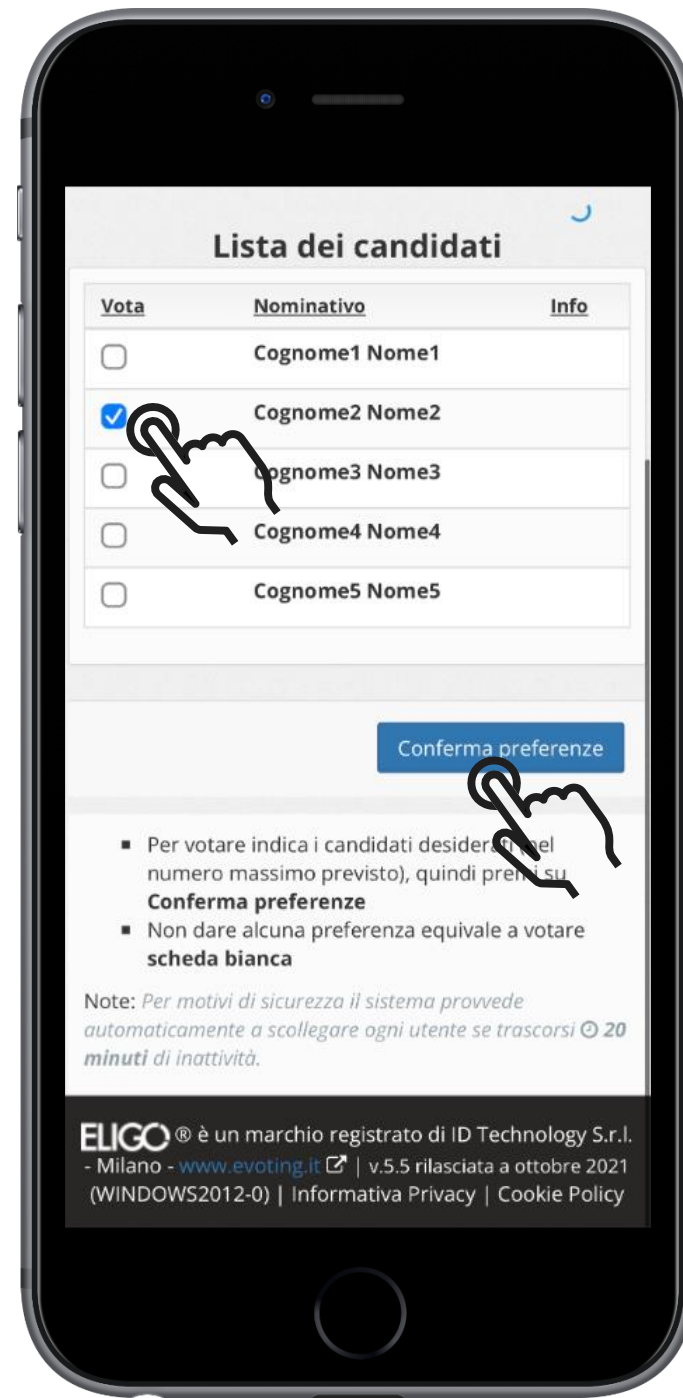 Lista dei candidati
Vota Nominativo Info
Cognome1 Nome1
Cognome2 Nome2
Cognome3 Nome3
Cognome4 Nome4
Cognome5 Nome5
Conferma preferenze
Per votare indica i candidati desiderati (nel
numero massimo previsto), quindi premi su
Conferma preferenze
Non dare alcuna preferenza equivale a votare
scheda bianca
Note: Per motivi di sicurezza il sistema provvede
automaticamente a scollegare ogni utente se trascorsi 20
minuti di inattività.
ELIGO ® è un marchio registrato di ID Technology S.r.l.
- Milano - www.evoting.it | v.5.5 rilasciata a ottobre 2021
(WINDOWS2012-0) | Informativa Privacy | Cookie Policy